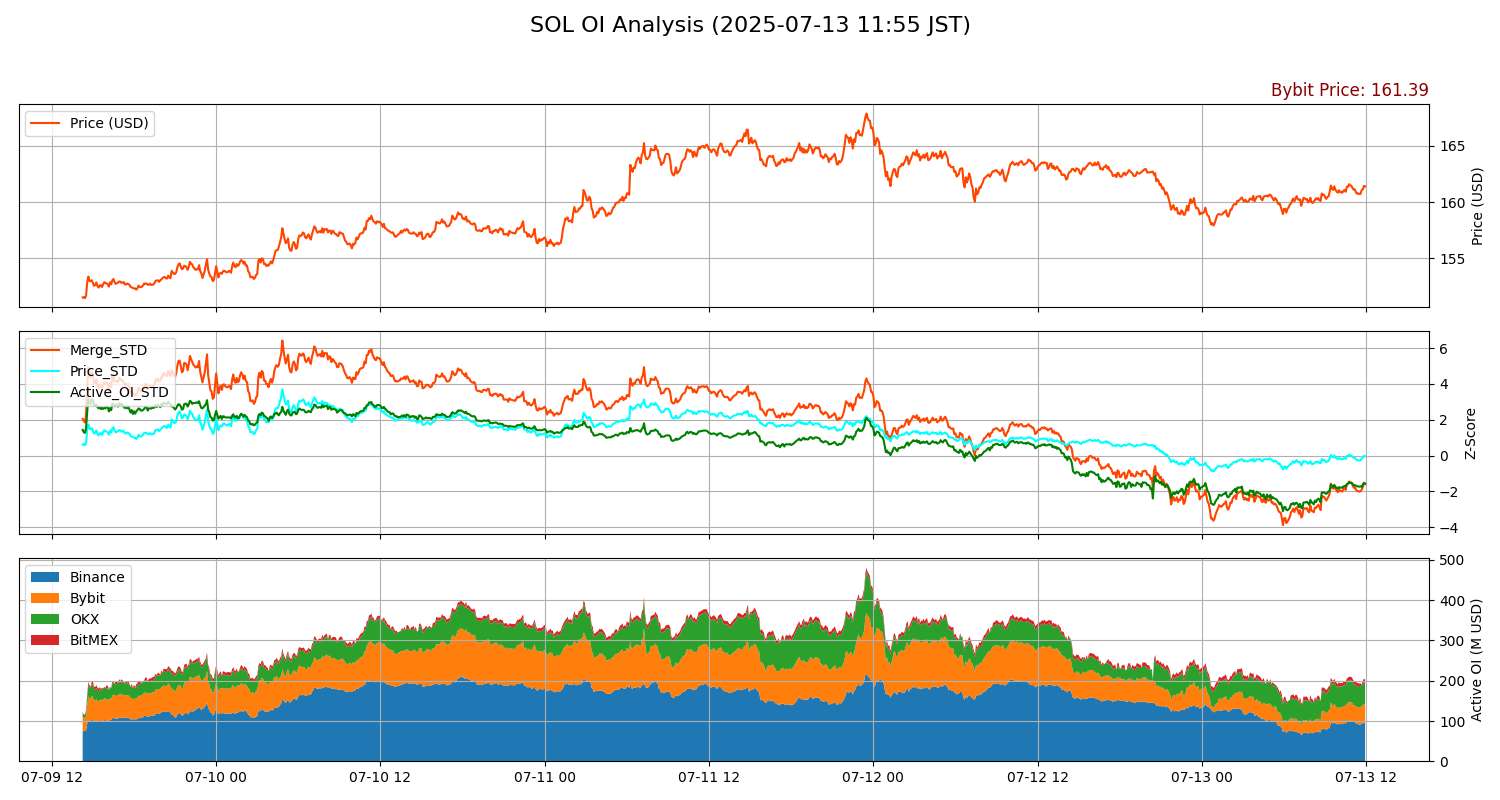 SOL OI Analysis (2025-07-13 11:55 JST)
Bybit Price: 161.39
Price (USD)
165
160
155
Price (USD)
Merge_STD
Price_STD
Active_OI_STD
6
4
2
0
−2
−4
Z-Score
Binance
Bybit
OKX
BitMEX
500
400
300
200
100
0
Active OI (M USD)
07-09 12
07-10 00
07-10 12
07-11 00
07-11 12
07-12 00
07-12 12
07-13 00
07-13 12